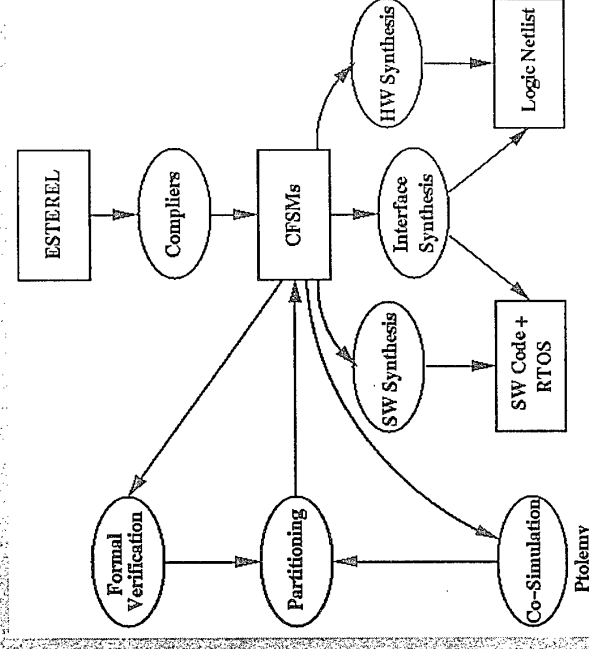 ESTEREL
Compliers
CFSMs
Formal
Verification
Partitioning
Co-Simulation
Ptolemy
SW Synthesis
Interface
Synthesis
HW Synthesis
SW Code +
RTOS
Logic Netlist